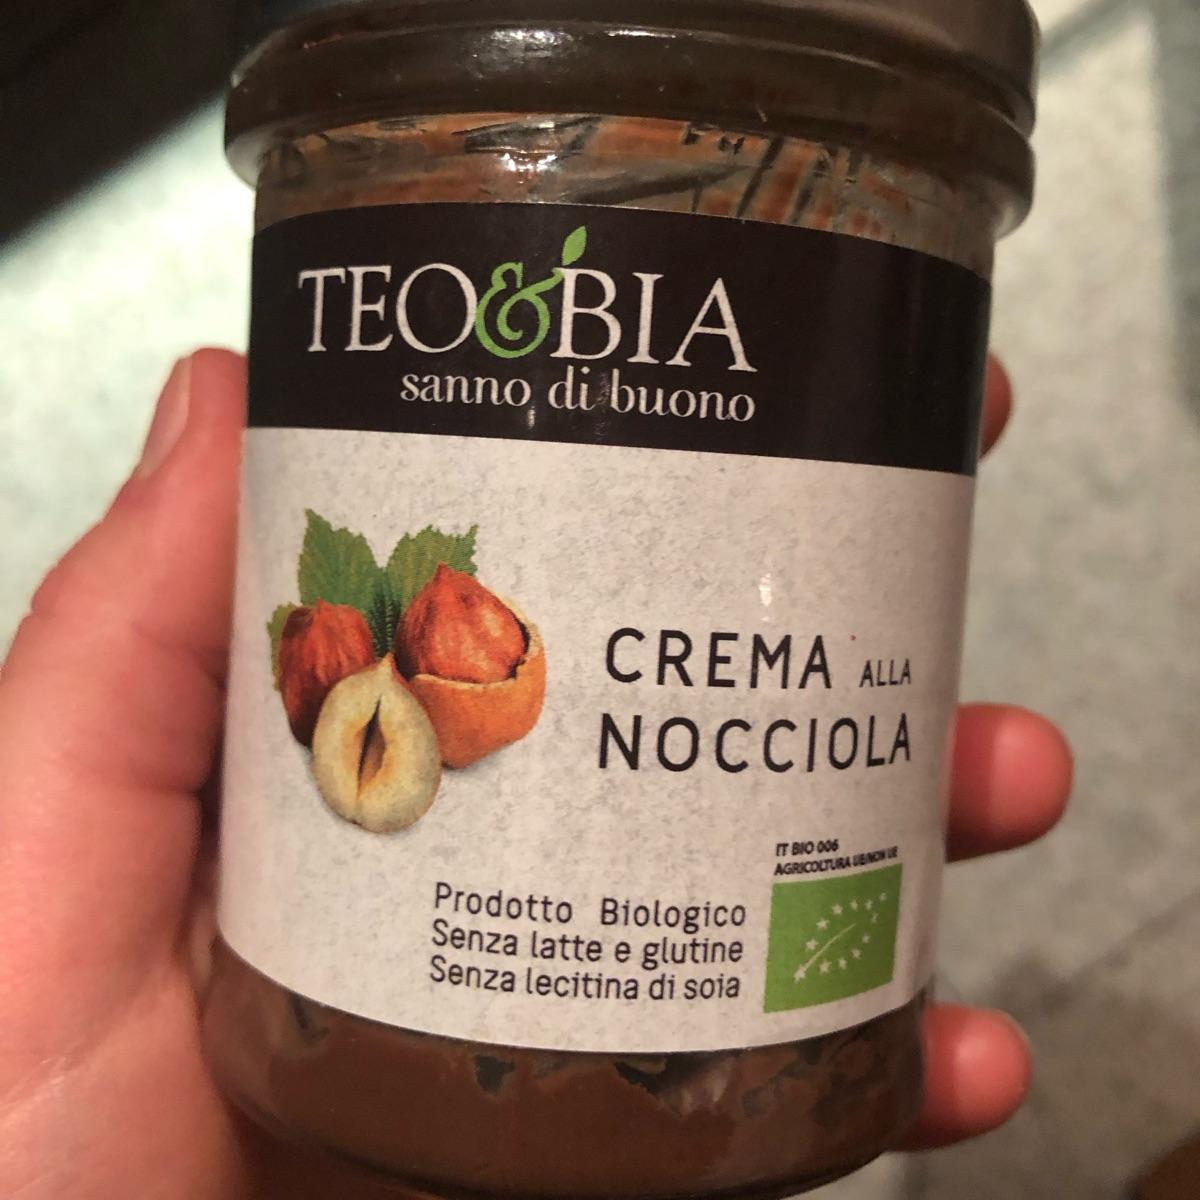 TEO&BIA
sanno di buono
CREMA ALLA
NOCCIOLA
IT BIO 006
AGRICOLTURA UE/NON UE
Prodotto Biologico
Senza latte e glutine
Senza lecitina di soia